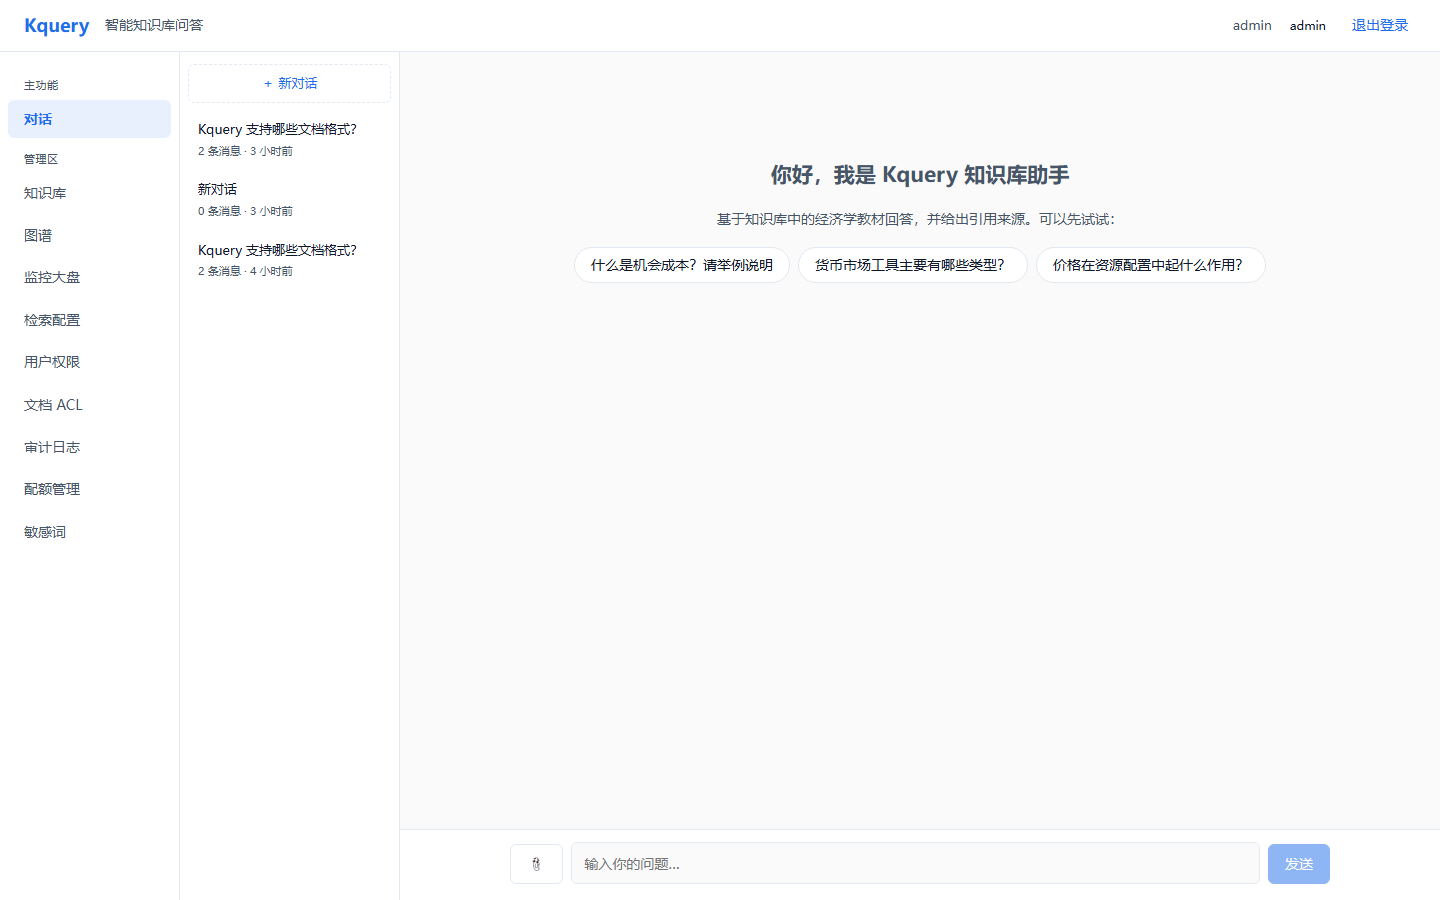 Kquery 智能知识库问答
admin admin 退出登录
主功能
对话
管理区
知识库
图谱
监控大盘
检索配置
用户权限
文档 ACL
审计日志
配额管理
敏感词
+ 新对话
Kquery 支持哪些文档格式?
2 条消息 · 3 小时前
新对话
0 条消息 · 3 小时前
Kquery 支持哪些文档格式?
2 条消息 · 4 小时前
你好，我是 Kquery 知识库助手
基于知识库中的经济学教材回答，并给出引用来源。可以先试试：
什么是机会成本？请举例说明
货币市场工具主要有哪些类型？
价格在资源配置中起什么作用？
输入你的问题...
发送